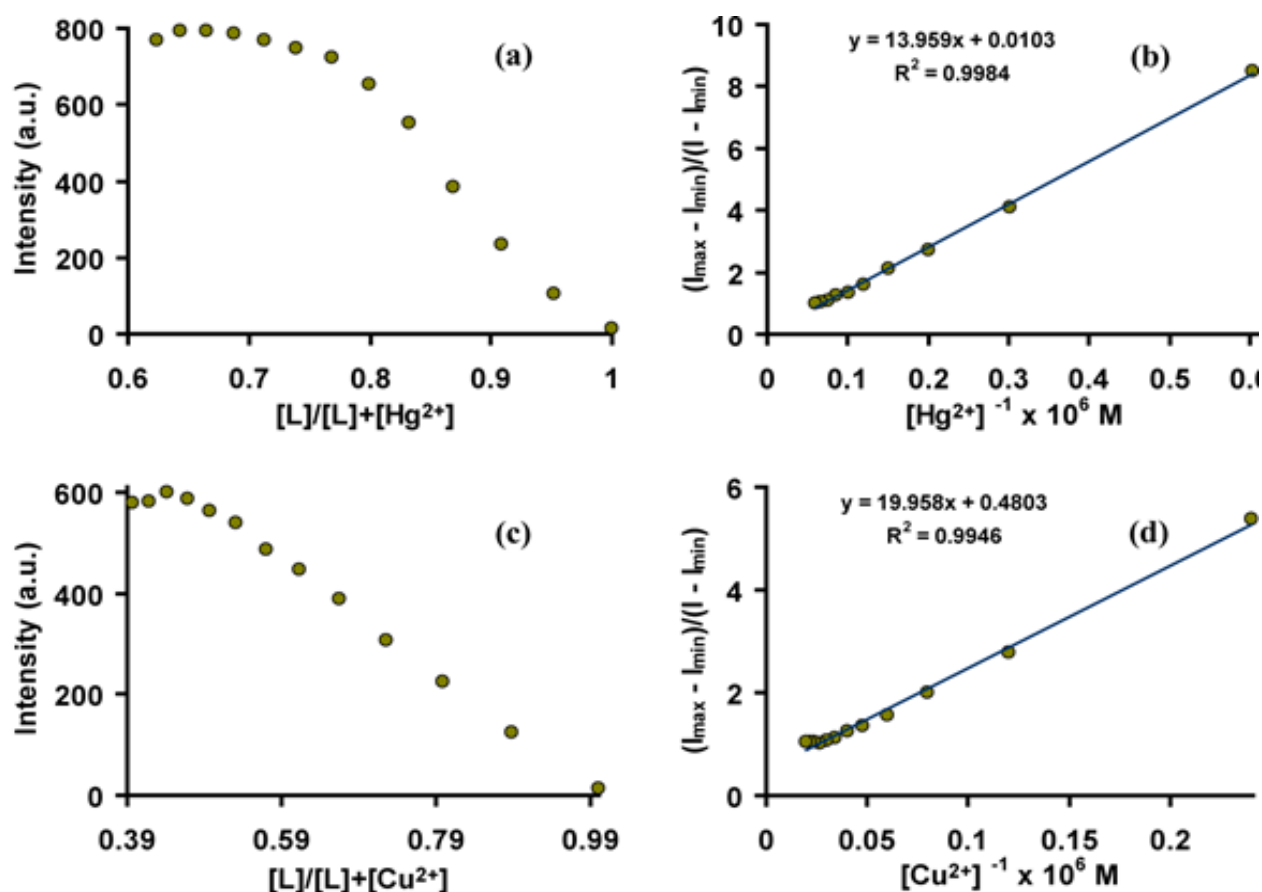 800
600
400
200
0
Intensity (a.u.)
(a)
0.6 0.7 0.8 0.9 1
[L]/[L]+[Hg²⁺]
10
8
6
4
2
0
(Imax - Imin)/(I - Imin)
y = 13.959x + 0.0103
R² = 0.9984
(b)
0 0.1 0.2 0.3 0.4 0.5
[Hg²⁺] ⁻¹ x 10⁶ M
600
400
200
0
Intensity (a.u.)
(c)
0.39 0.59 0.79 0.99
[L]/[L]+[Cu²⁺]
6
4
2
0
(Imax - Imin)/(I - Imin)
y = 19.958x + 0.4803
R² = 0.9946
(d)
0 0.05 0.1 0.15 0.2
[Cu²⁺] ⁻¹ x 10⁶ M